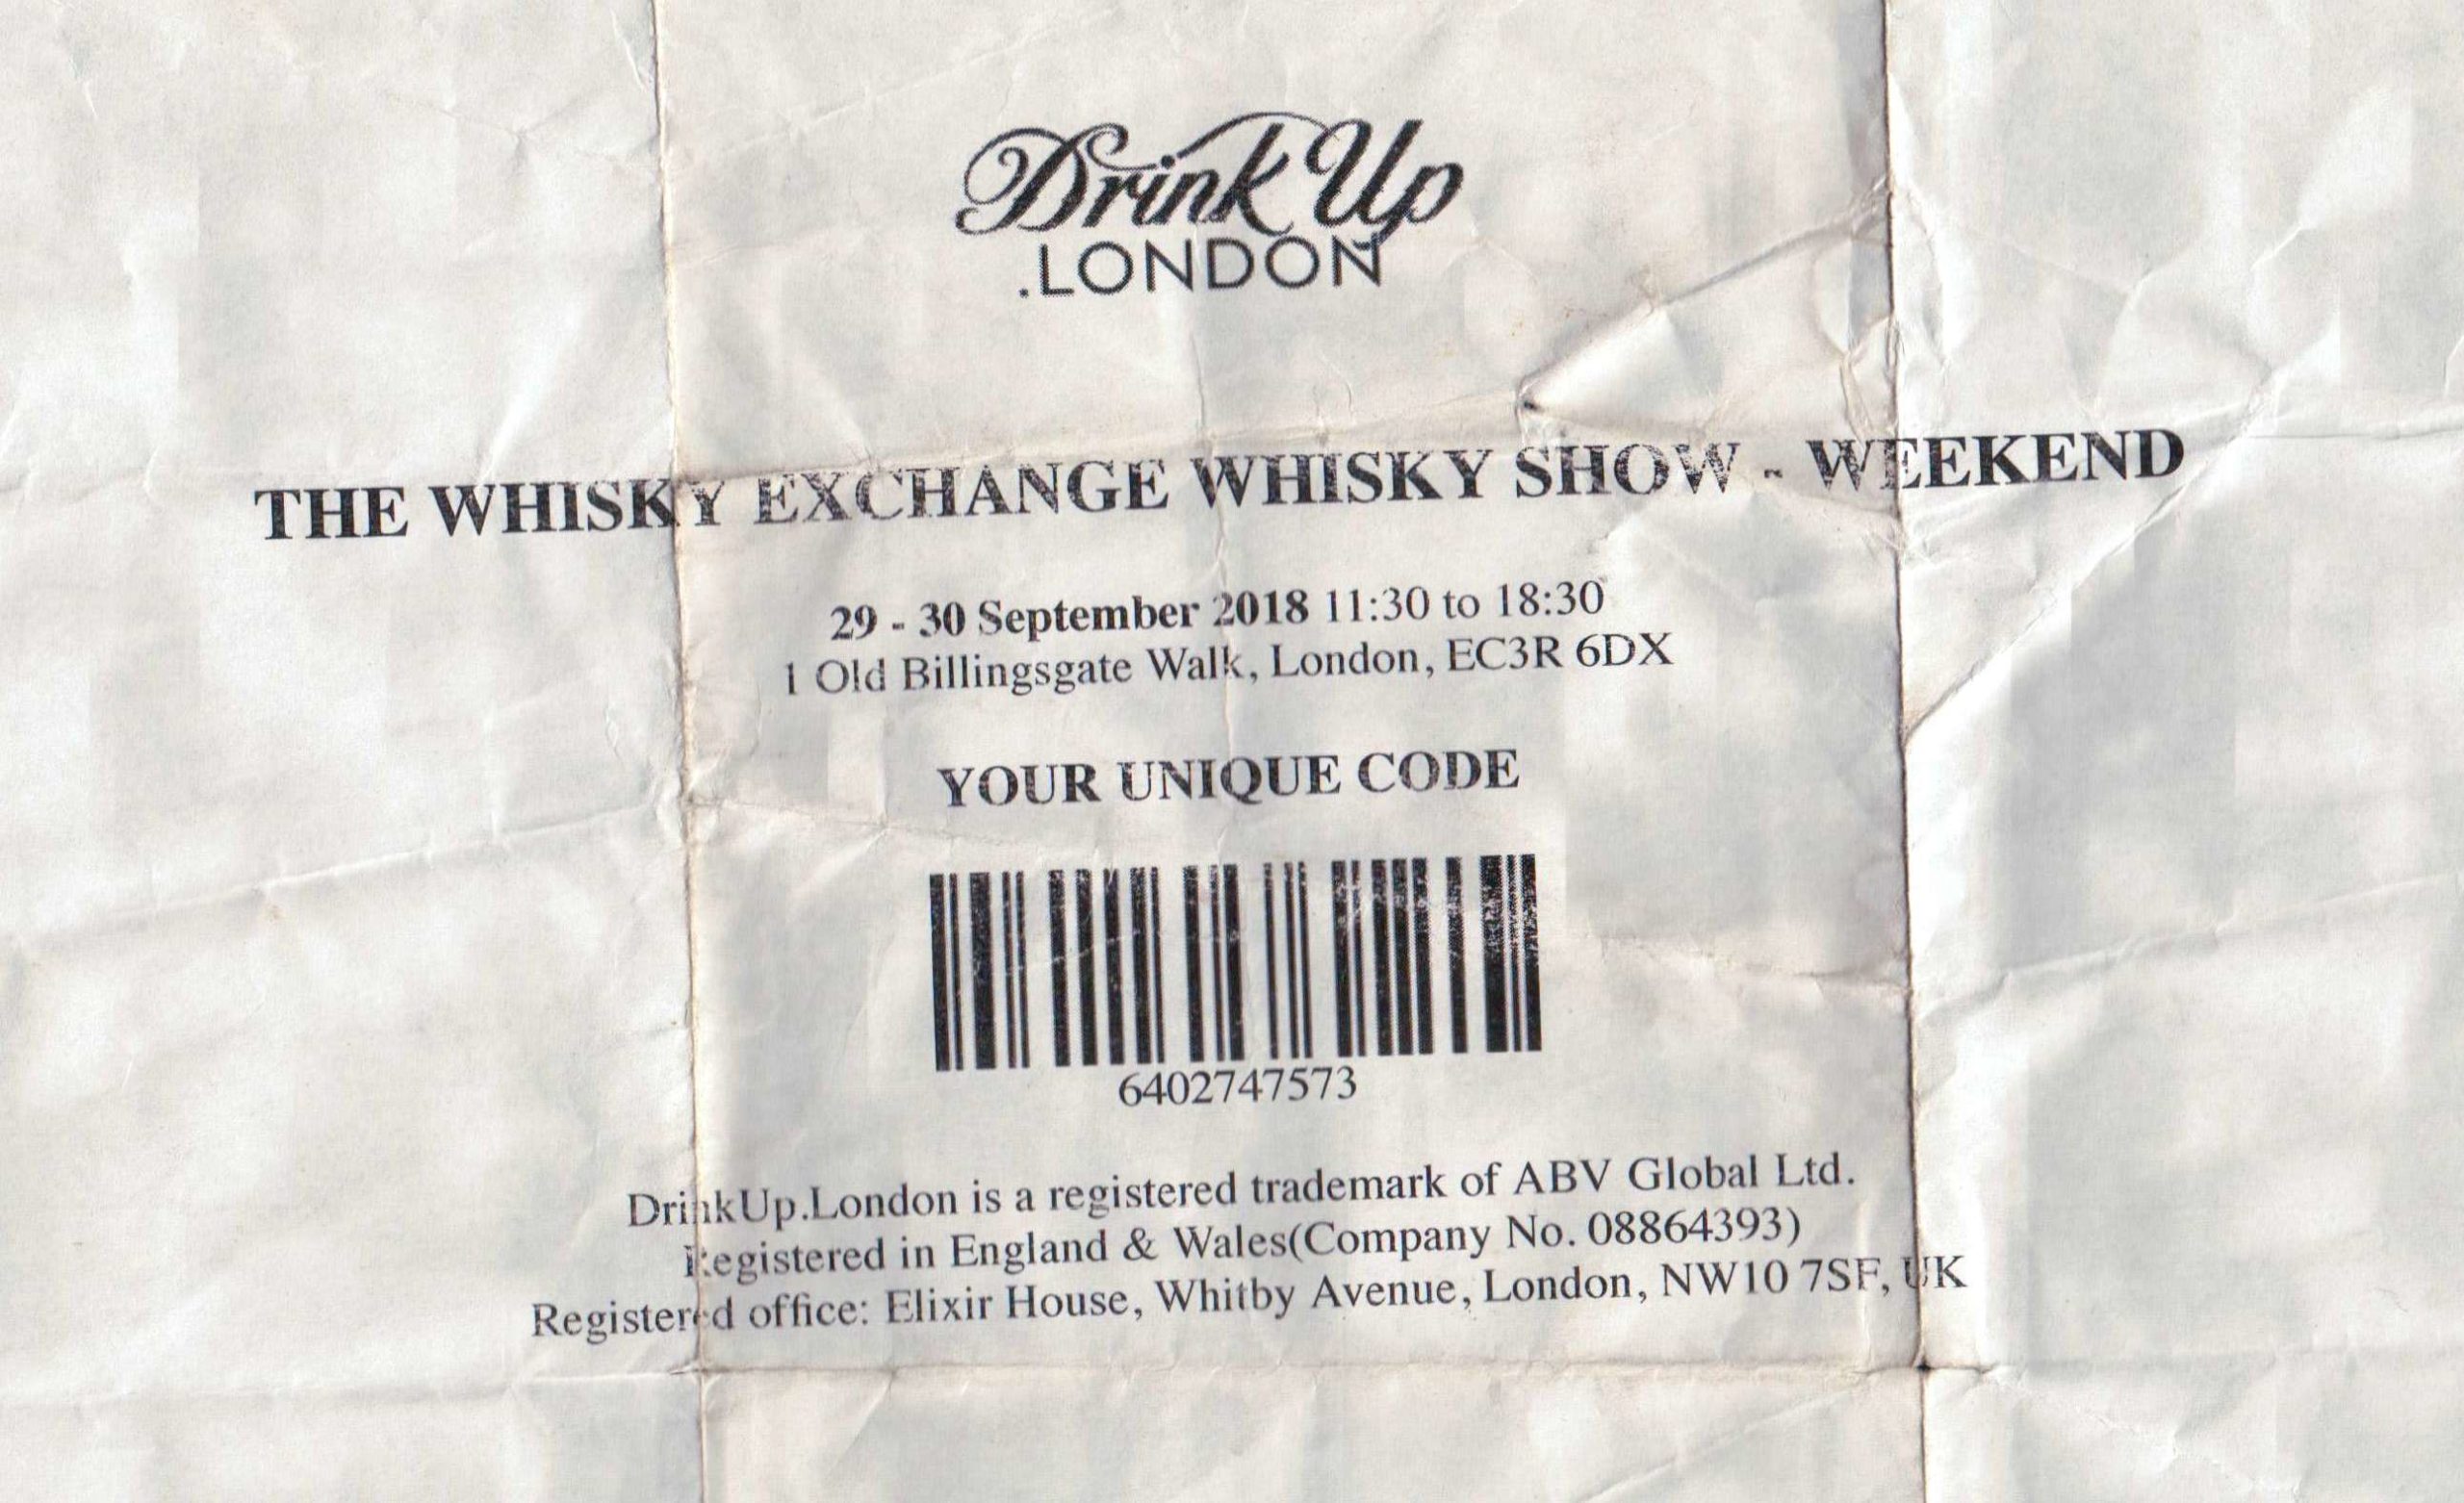 Drink Up
.LONDON
THE WHISKY EXCHANGE WHISKY SHOW - WEEKEND
29 - 30 September 2018 11:30 to 18:30
1 Old Billingsgate Walk, London, EC3R 6DX
YOUR UNIQUE CODE
6402747573
DrinkUp.London is a registered trademark of ABV Global Ltd.
Registered in England & Wales(Company No. 08864393)
Registered office: Elixir House, Whitby Avenue, London, NW10 7SF, UK